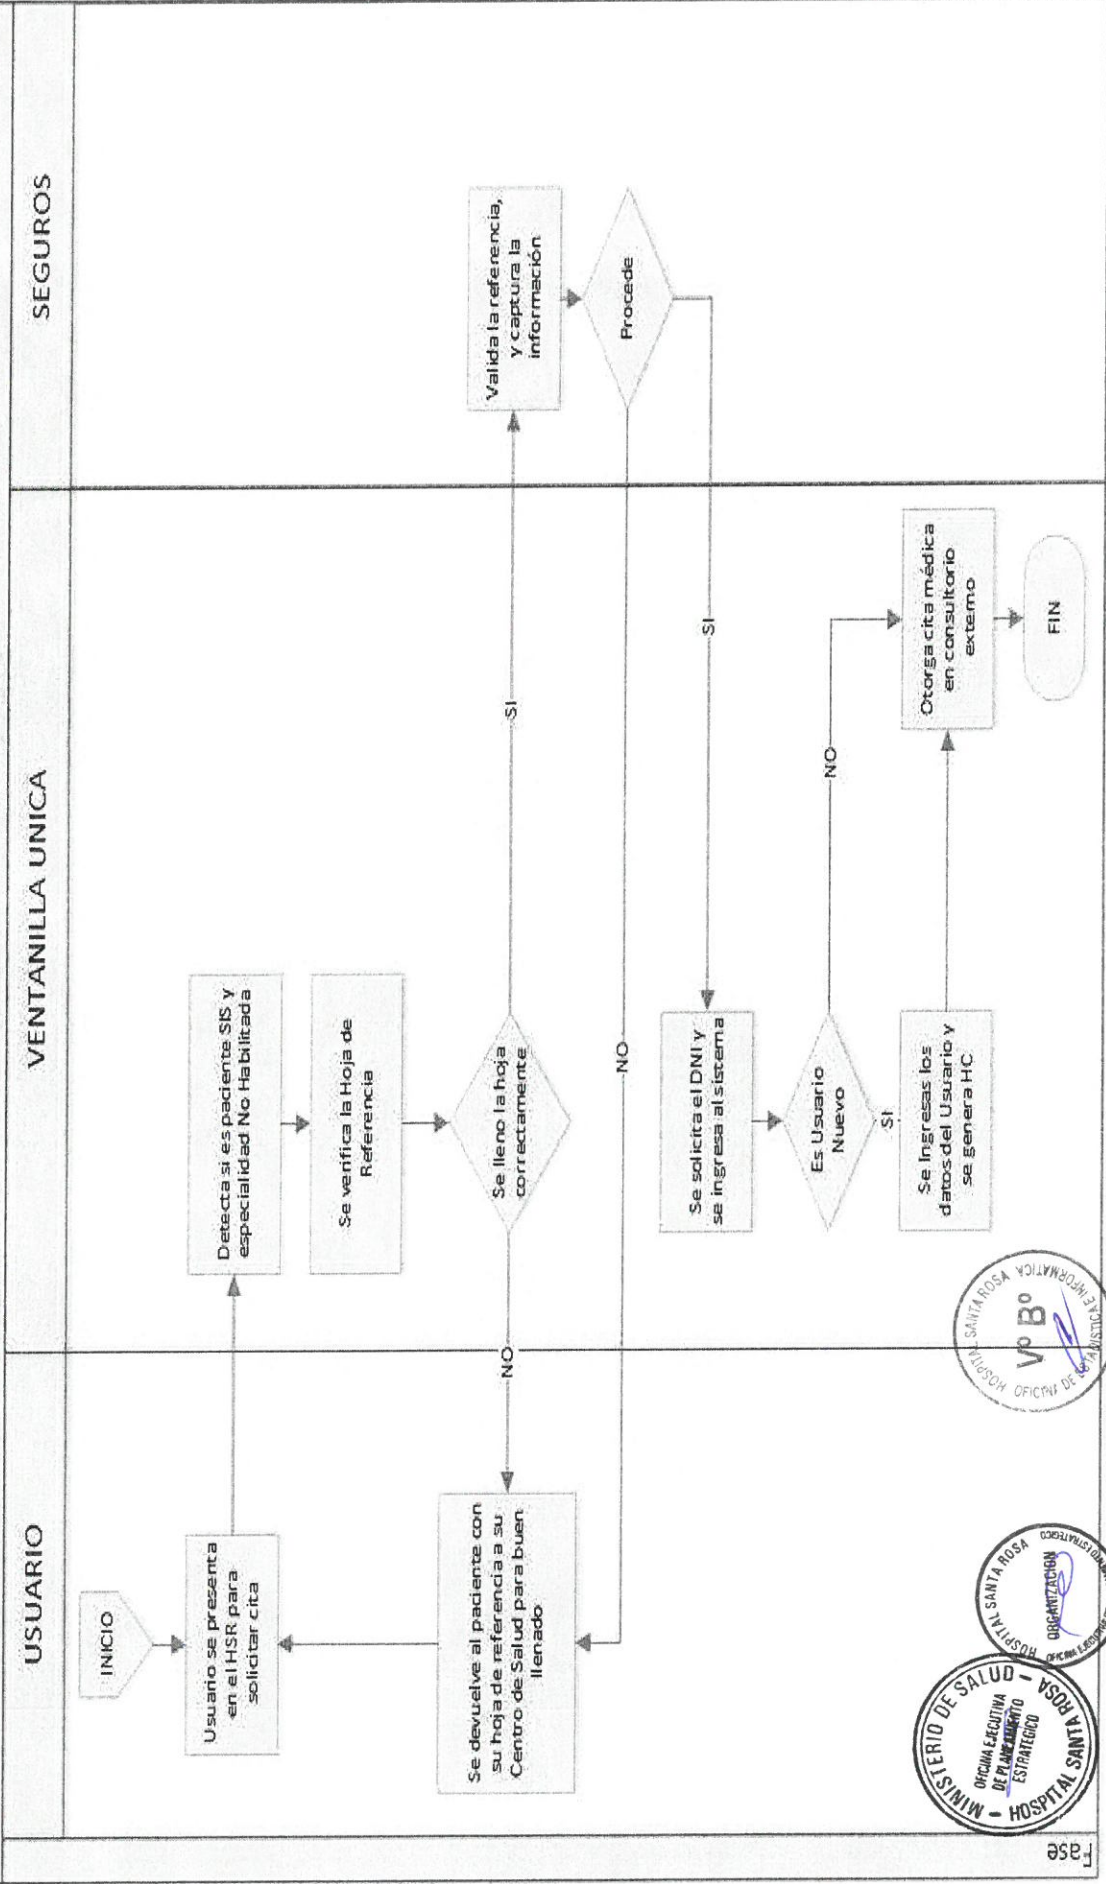 USUARIO
VENTANILLA UNICA
SEGUROS
INICIO
Usuario se presenta
en el HSR para
solicitar cita
Detecta si es paciente SIS y
especialidad No Habilitada
Se verifica la Hoja de
Referencia
Se lleno la hoja
correctamente
NO
SI
Se devuelve al paciente con
su hoja de referencia a su
Centro de Salud para buen
llenado
Valida la referencia,
y captura la
información
Procede
NO
SI
Se solicita el DNI y
se ingresa al sistema
Es Usuario
Nuevo
NO
SI
Se Ingresas los
datos del Usuario y
se genera HC
Otorga cita médica
en consultorio
externo
FIN
Fase
MINISTERIO DE SALUD -
OFICINA EJECUTIVA
DE PLANEAMIENTO
ESTRATEGICO
- HOSPITAL SANTA ROSA
HOSPITAL SANTA ROSA
ORGANIZACION
HOSPITAL SANTA ROSA
Vº Bº
OFICINA DE ESTADISTICA E INFORMATICA